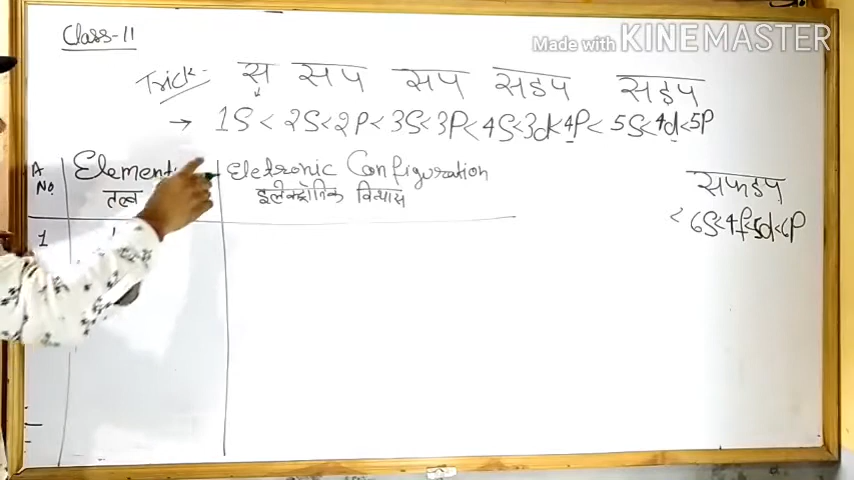 Class-11
Made with KINEMASTER
Trick:- स सप सप सडप सडप
→ 1S < 2S < 2P < 3S < 3P < 4S < 3d < 4P < 5S < 4d < 5P
A No. Element Eletronic Configuration
तत्व इलेक्ट्रॉनिक विन्यास
सफडप
< 6S < 4f < 5d < 6P
1